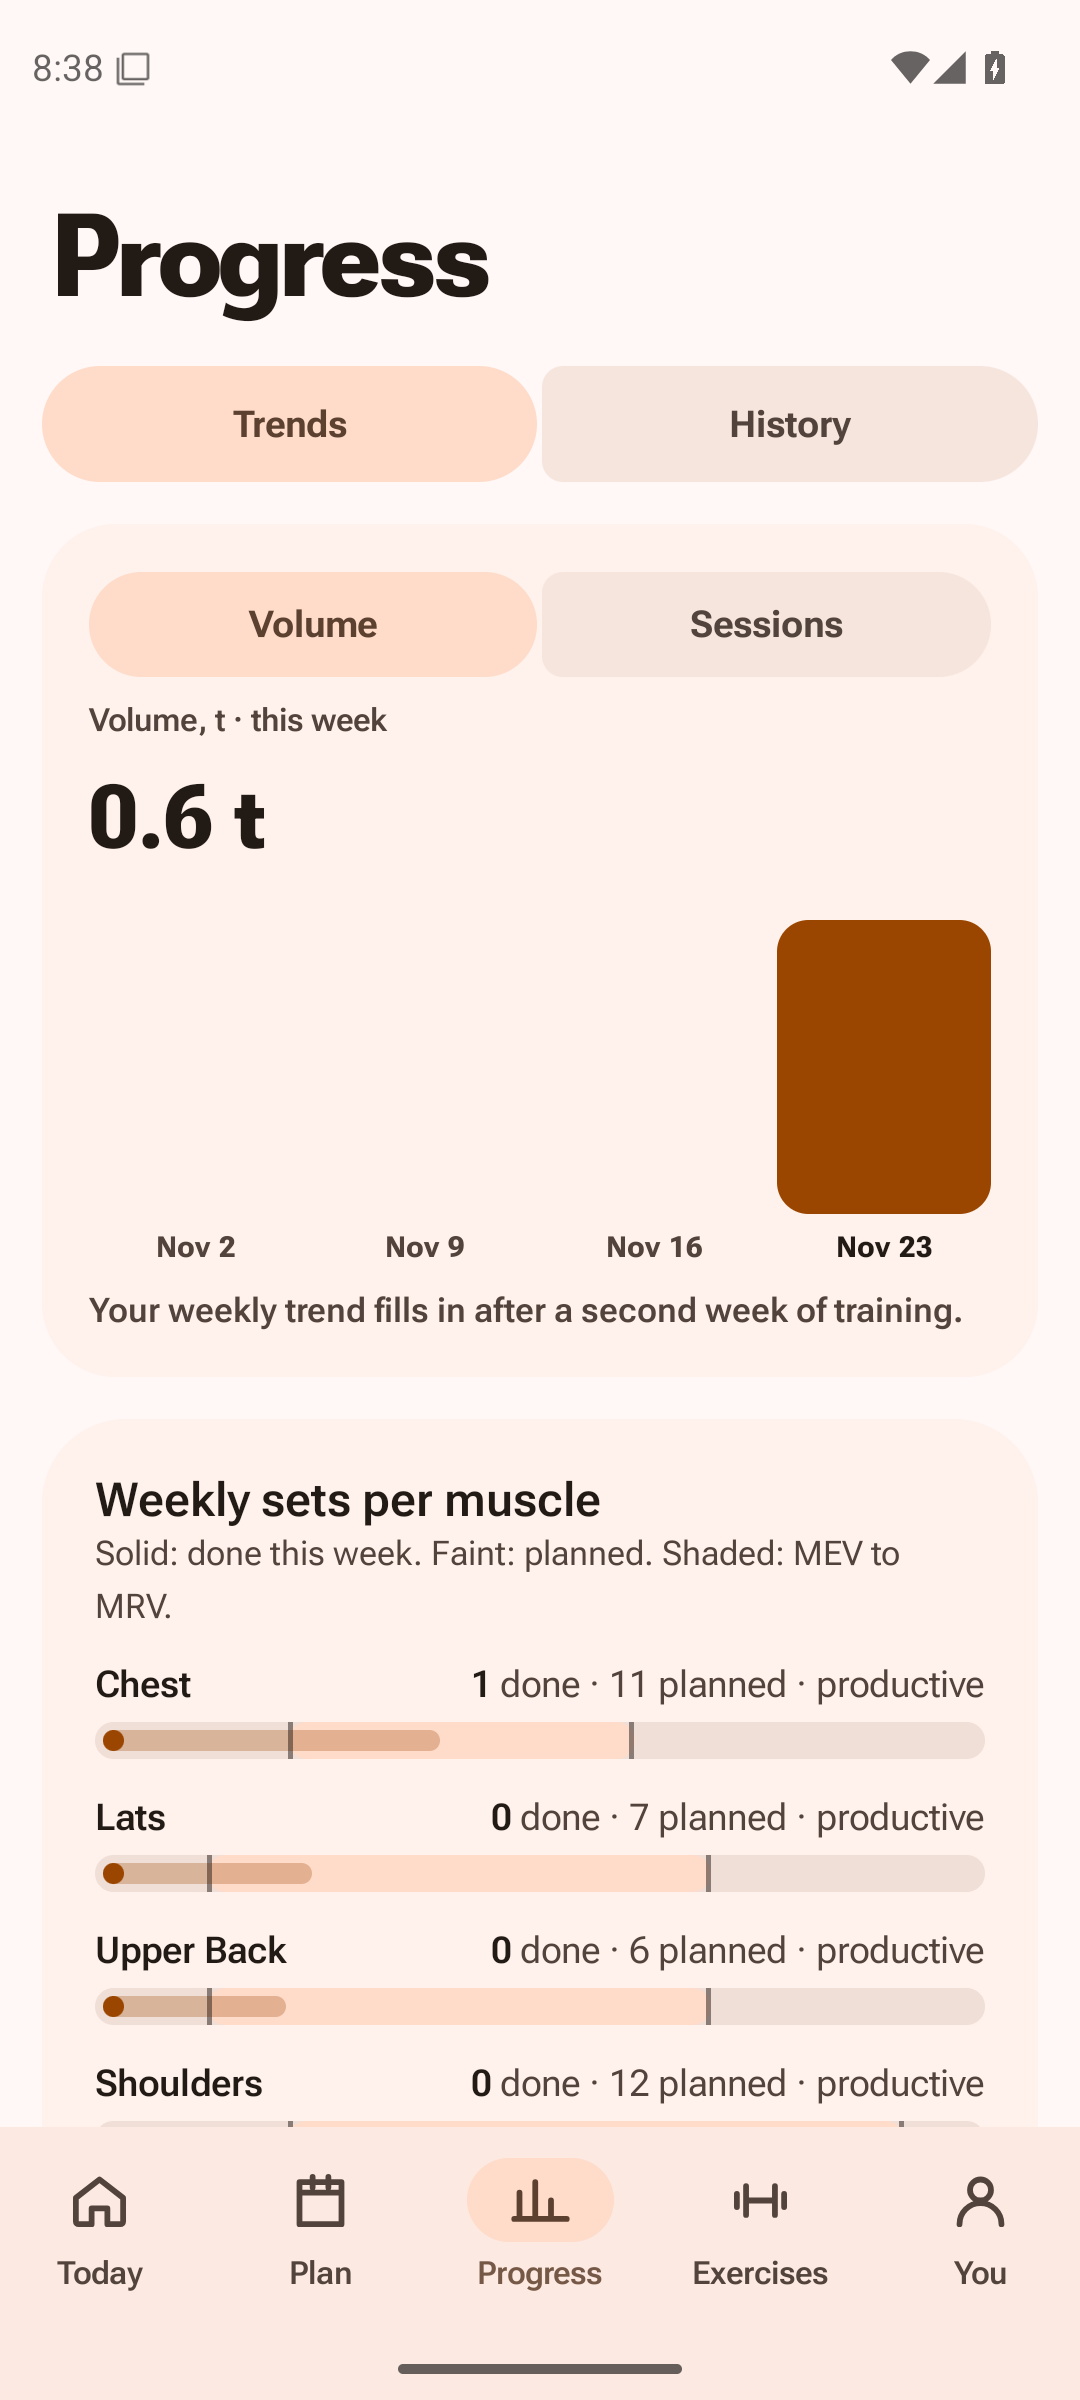 8:38
Progress
Trends
History
Volume
Sessions
Volume, t · this week
0.6 t
Nov 2
Nov 9
Nov 16
Nov 23
Your weekly trend fills in after a second week of training.
Weekly sets per muscle
Solid: done this week. Faint: planned. Shaded: MEV to
MRV.
Chest
1 done · 11 planned · productive
Lats
0 done · 7 planned · productive
Upper Back
0 done · 6 planned · productive
Shoulders
0 done · 12 planned · productive
Today
Plan
Progress
Exercises
You